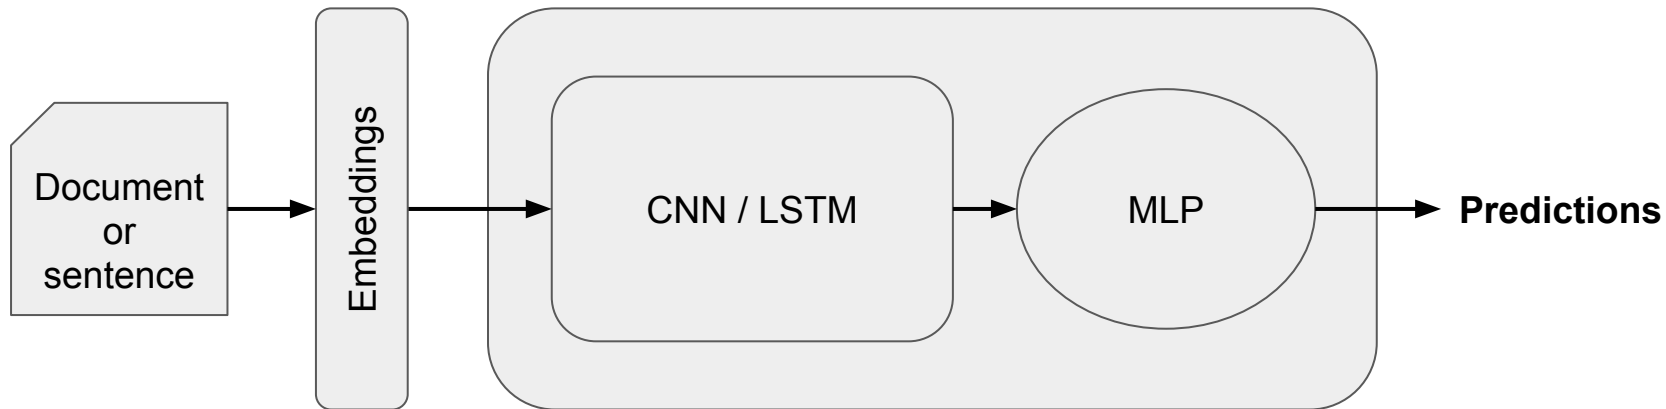 Document
or
sentence
Embeddings
CNN / LSTM
MLP
Predictions